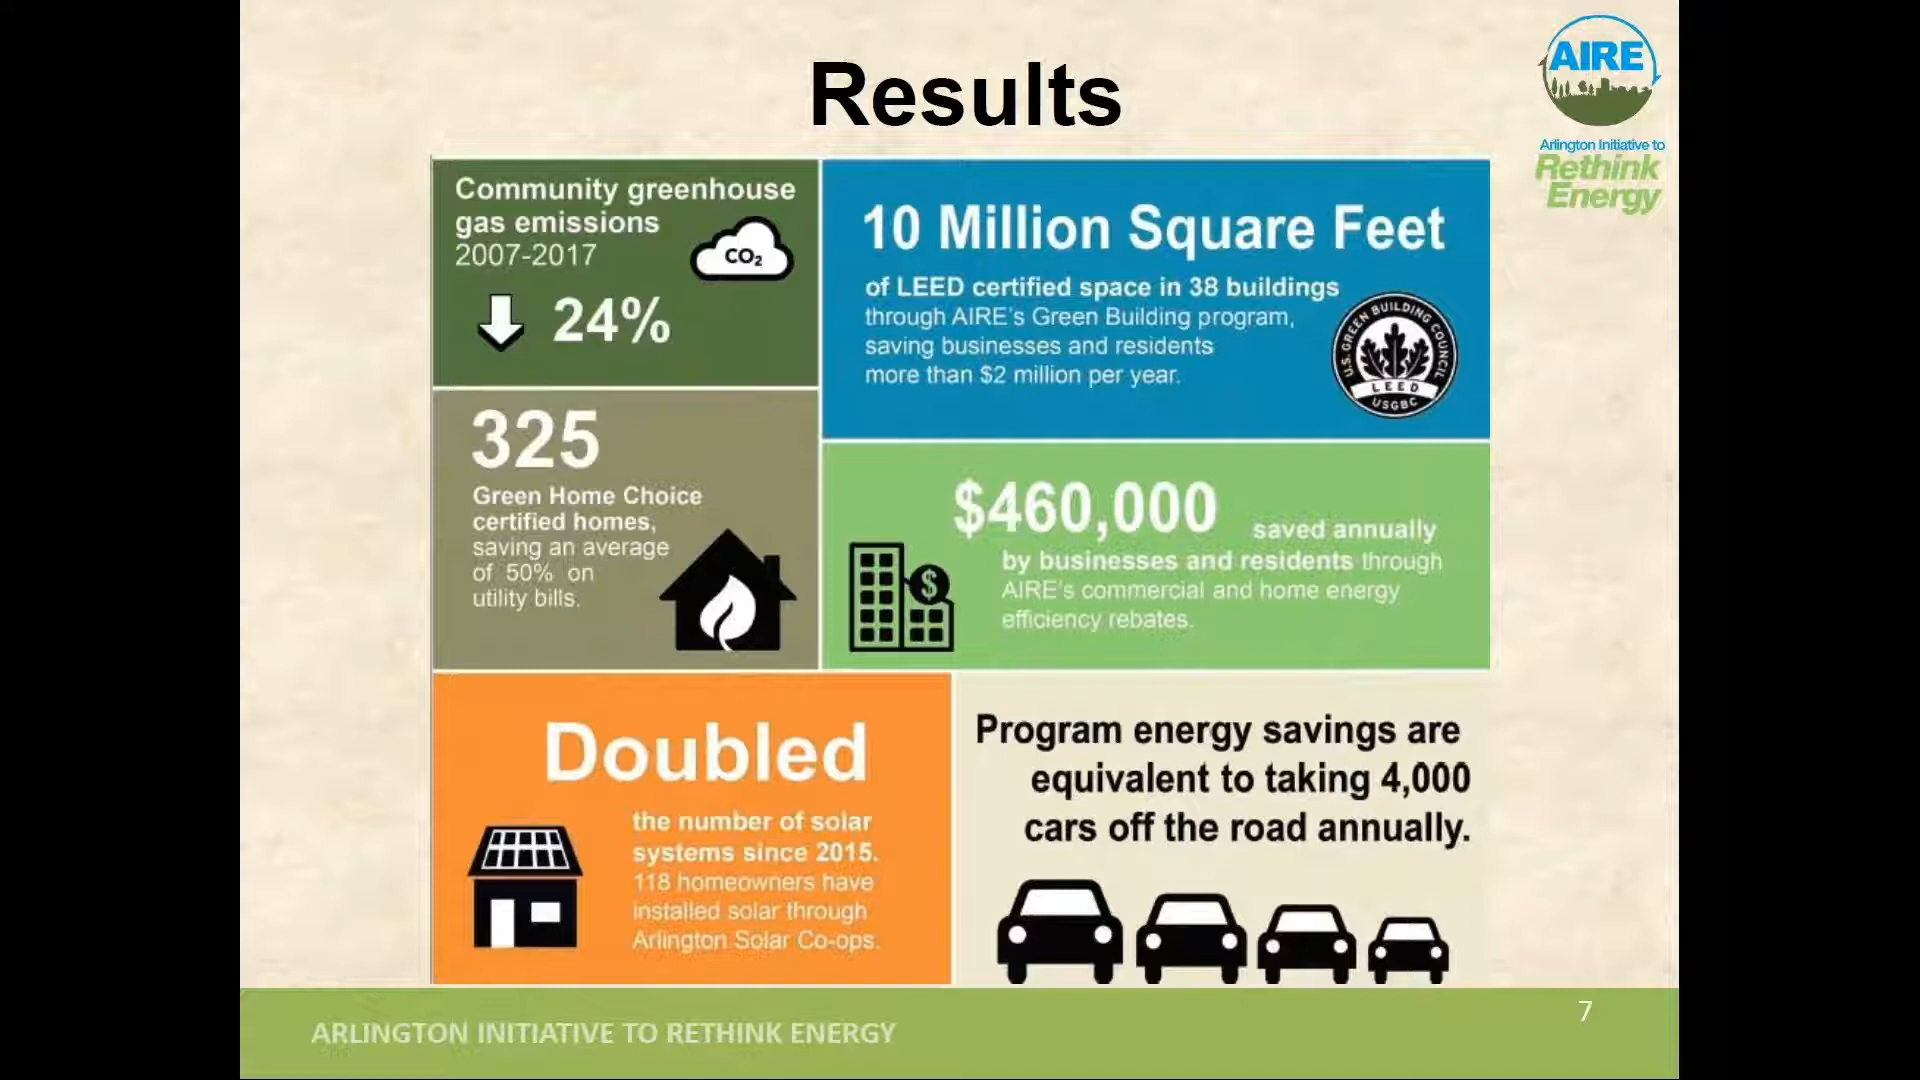 Results
AIRE
Arlington Initiative to
Rethink
Energy
Community greenhouse
gas emissions
2007-2017
CO₂
24%
10 Million Square Feet
of LEED certified space in 38 buildings
through AIRE's Green Building program,
saving businesses and residents
more than $2 million per year.
U.S. GREEN BUILDING COUNCIL
LEED
USGBC
325
Green Home Choice
certified homes,
saving an average
of 50% on
utility bills.
$460,000 saved annually
by businesses and residents through
AIRE's commercial and home energy
efficiency rebates.
$
Doubled
the number of solar
systems since 2015.
118 homeowners have
installed solar through
Arlington Solar Co-ops.
Program energy savings are
equivalent to taking 4,000
cars off the road annually.
ARLINGTON INITIATIVE TO RETHINK ENERGY
7